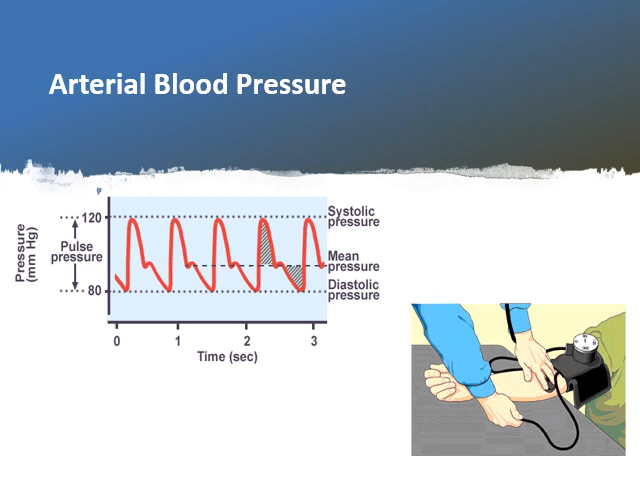 Arterial Blood Pressure
Pressure
(mm Hg)
120
Pulse
pressure
80
Systolic
pressure
Mean
pressure
Diastolic
pressure
0 1 2 3
Time (sec)